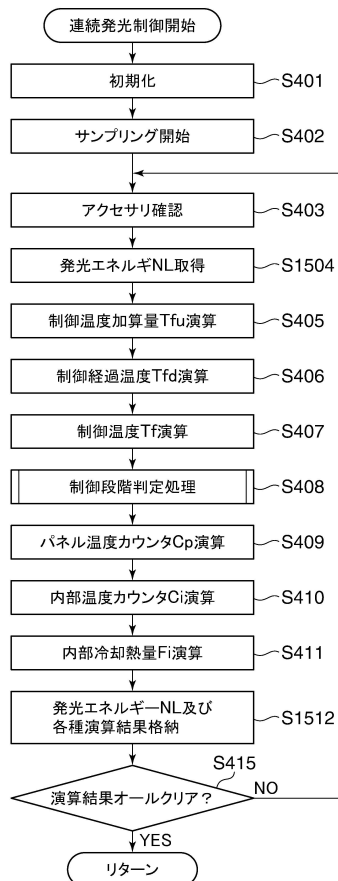 連続発光制御開始
初期化 S401
サンプリング開始 S402
アクセサリ確認 S403
発光エネルギNL取得 S1504
制御温度加算量Tfu演算 S405
制御経過温度Tfd演算 S406
制御温度Tf演算 S407
制御段階判定処理 S408
パネル温度カウンタCp演算 S409
内部温度カウンタCi演算 S410
内部冷却熱量Fi演算 S411
発光エネルギーNL及び
各種演算結果格納 S1512
S415
演算結果オールクリア？ NO
YES
リターン